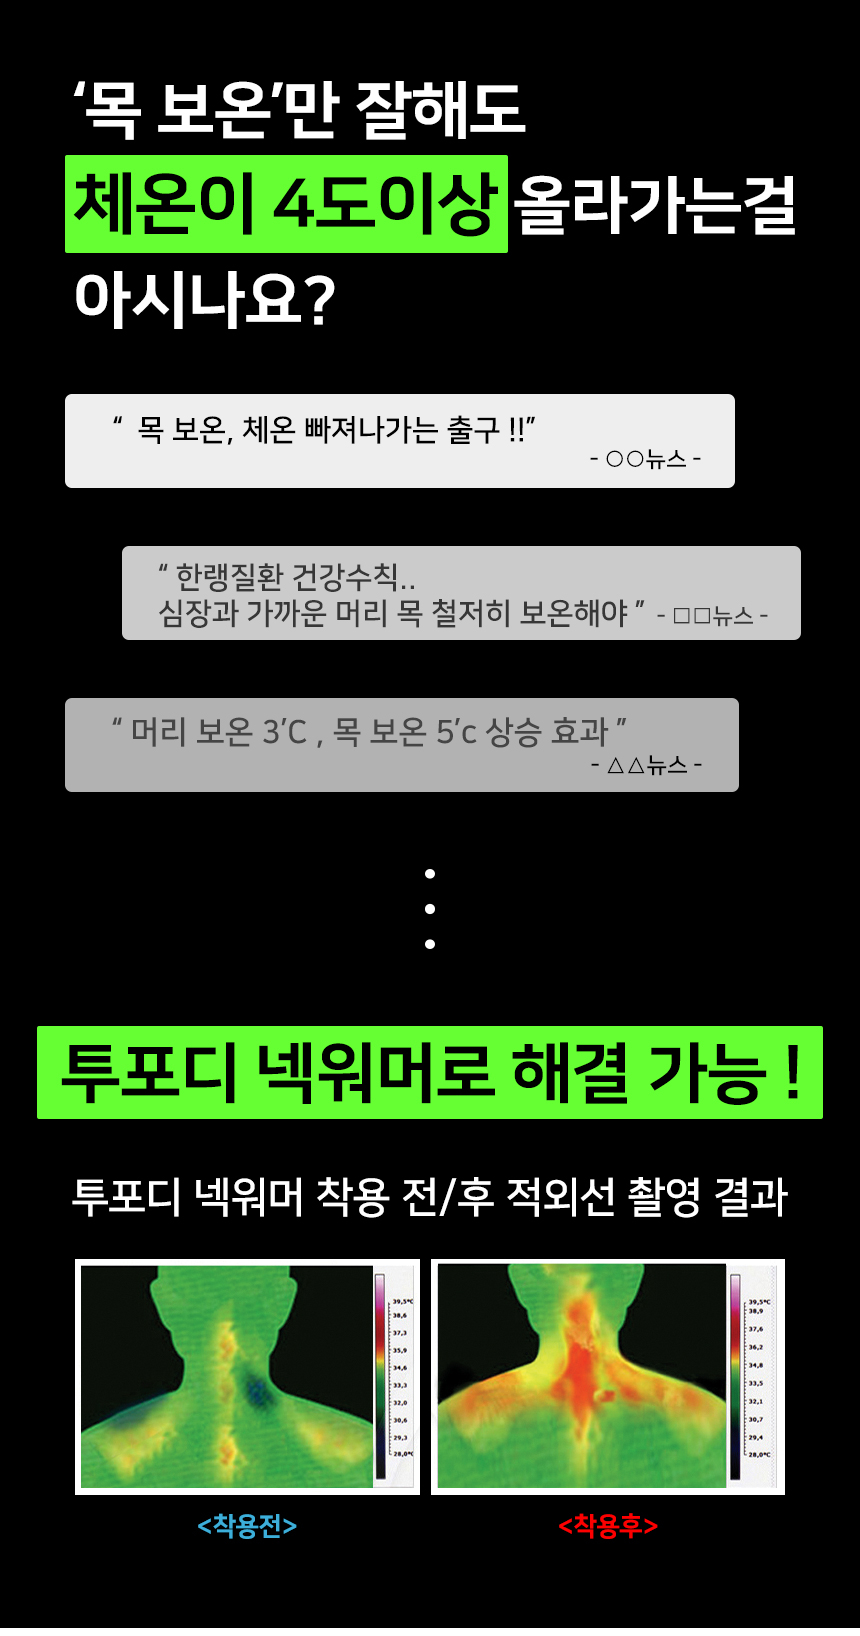 ‘목 보온’만 잘해도
체온이 4도이상 올라가는걸
아시나요?
“ 목 보온, 체온 빠져나가는 출구 !!”
- ○○뉴스 -
“ 한랭질환 건강수칙..
심장과 가까운 머리 목 철저히 보온해야 ” - □□뉴스 -
“ 머리 보온 3’C , 목 보온 5’c 상승 효과 ”
- △△뉴스 -
투포디 넥워머로 해결 가능 !
투포디 넥워머 착용 전/후 적외선 촬영 결과
39,5°C
38,6
37,3
35,9
34,6
33,3
32,0
30,6
29,3
28,0°C
39,5°C
38,9
37,6
36,2
34,8
33,5
32,1
30,7
29,4
28,0°C
<착용전>
<착용후>